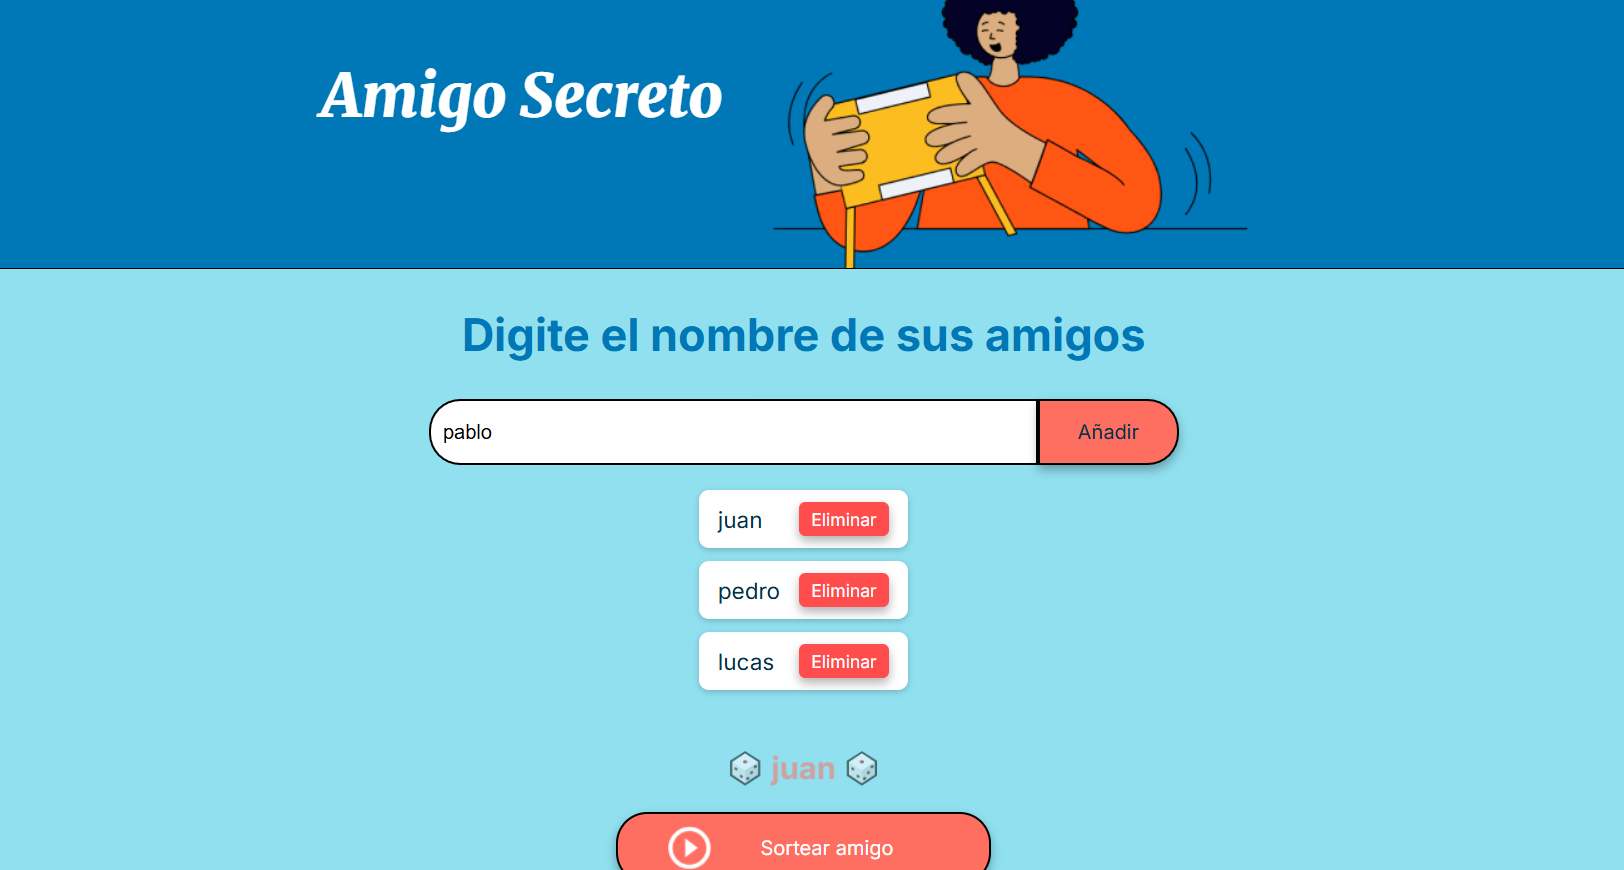 Amigo Secreto
Digite el nombre de sus amigos
pablo Añadir
juan Eliminar
pedro Eliminar
lucas Eliminar
🎲 juan 🎲
Sortear amigo